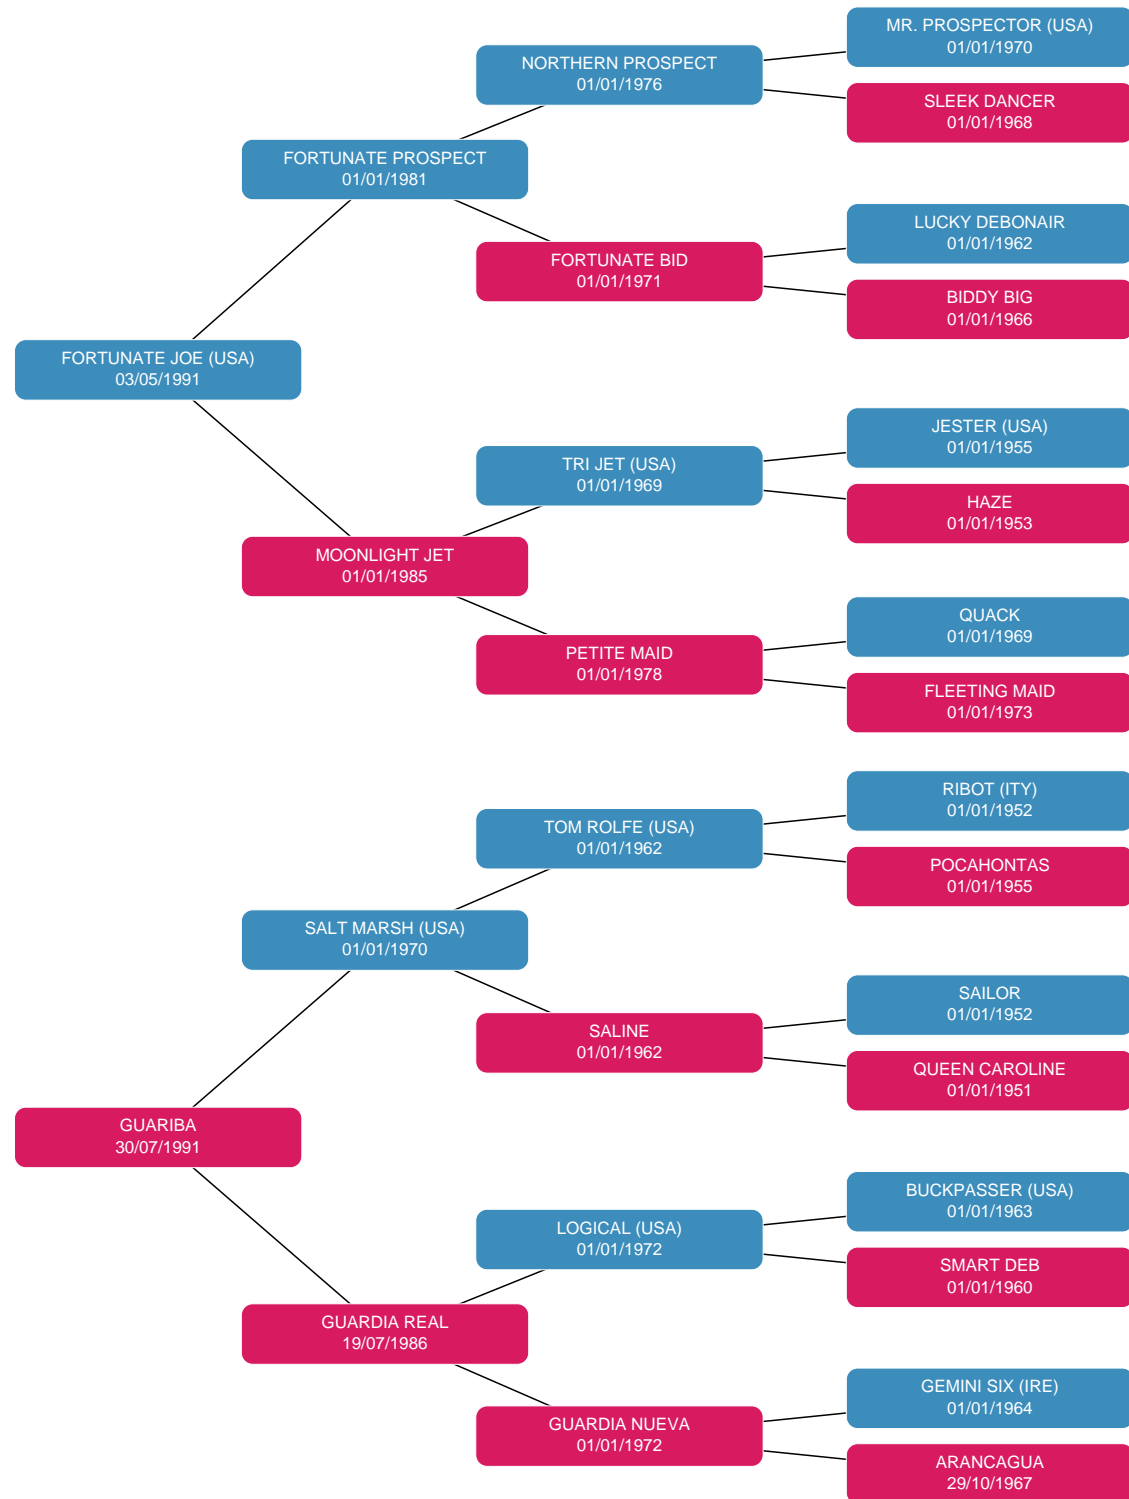 MR. PROSPECTOR (USA)
01/01/1970
NORTHERN PROSPECT
01/01/1976
SLEEK DANCER
01/01/1968
FORTUNATE PROSPECT
01/01/1981
LUCKY DEBONAIR
01/01/1962
FORTUNATE BID
01/01/1971
BIDDY BIG
01/01/1966
FORTUNATE JOE (USA)
03/05/1991
JESTER (USA)
01/01/1955
TRI JET (USA)
01/01/1969
HAZE
01/01/1953
MOONLIGHT JET
01/01/1985
QUACK
01/01/1969
PETITE MAID
01/01/1978
FLEETING MAID
01/01/1973
RIBOT (ITY)
01/01/1952
TOM ROLFE (USA)
01/01/1962
POCAHONTAS
01/01/1955
SALT MARSH (USA)
01/01/1970
SAILOR
01/01/1952
SALINE
01/01/1962
QUEEN CAROLINE
01/01/1951
GUARIBA
30/07/1991
BUCKPASSER (USA)
01/01/1963
LOGICAL (USA)
01/01/1972
SMART DEB
01/01/1960
GUARDIA REAL
19/07/1986
GEMINI SIX (IRE)
01/01/1964
GUARDIA NUEVA
01/01/1972
ARANCAGUA
29/10/1967